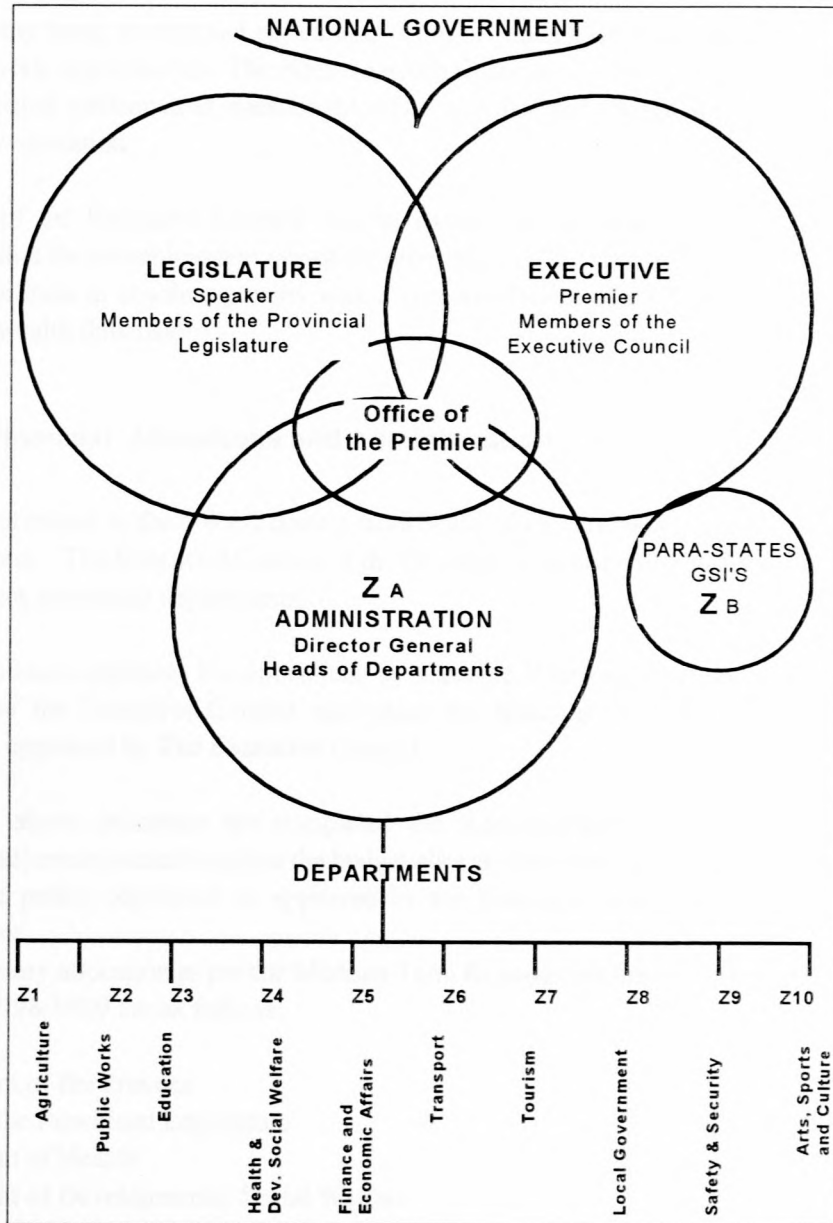 NATIONAL GOVERNMENT
LEGISLATURE
Speaker
Members of the Provincial
Legislature
EXECUTIVE
Premier
Members of the
Executive Council
Office of
the Premier
PARA-STATES
GSI'S
Z B
Z A
ADMINISTRATION
Director General
Heads of Departments
DEPARTMENTS
Z1 Z2 Z3 Z4 Z5 Z6 Z7 Z8 Z9 Z10
Agriculture
Public Works
Education
Health &
Dev. Social Welfare
Finance and
Economic Affairs
Transport
Tourism
Local Government
Safety & Security
Arts, Sports
and Culture